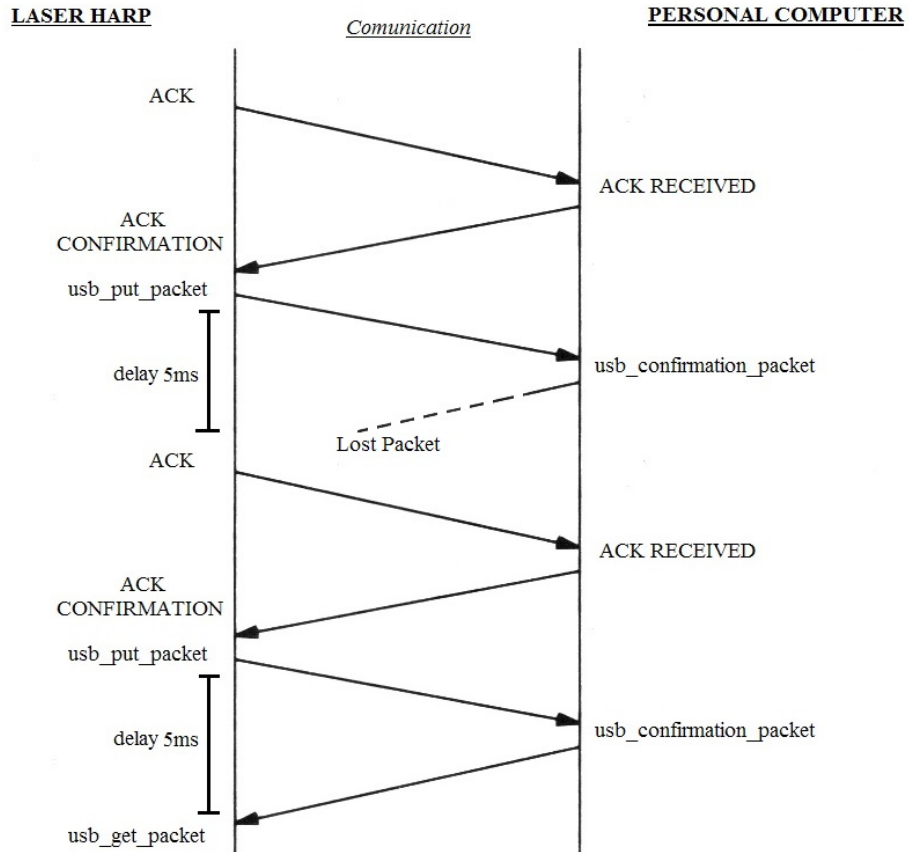 LASER HARP
Comunication
PERSONAL COMPUTER
ACK
ACK RECEIVED
ACK
CONFIRMATION
usb_put_packet
delay 5ms
usb_confirmation_packet
Lost Packet
ACK
ACK RECEIVED
ACK
CONFIRMATION
usb_put_packet
usb_confirmation_packet
delay 5ms
usb_get_packet